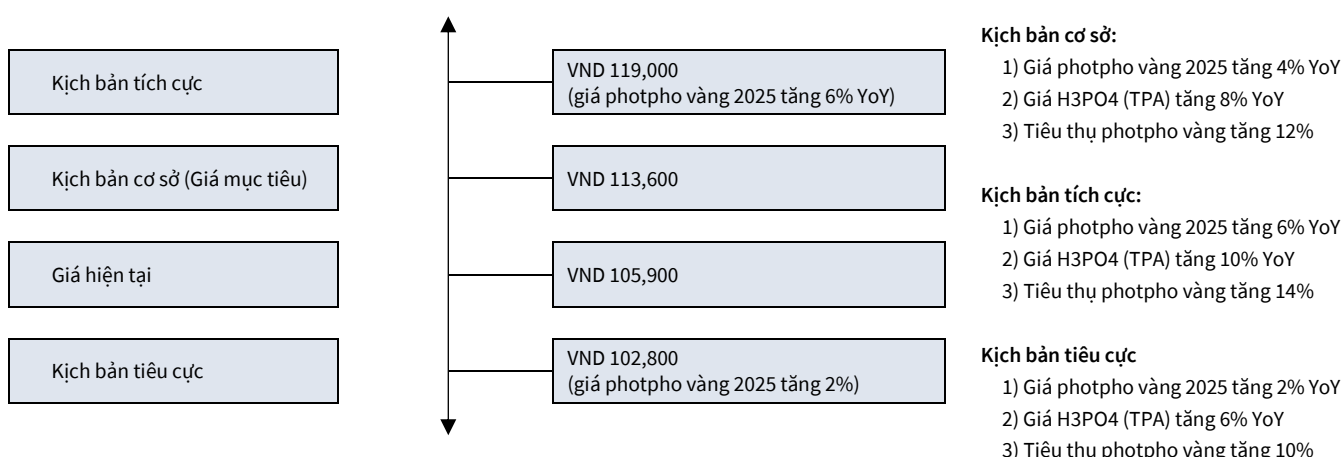 Kịch bản tích cực
VND 119,000
(giá photpho vàng 2025 tăng 6% YoY)
Kịch bản cơ sở (Giá mục tiêu)
VND 113,600
Giá hiện tại
VND 105,900
Kịch bản tiêu cực
VND 102,800
(giá photpho vàng 2025 tăng 2%)
Kịch bản cơ sở:
1) Giá photpho vàng 2025 tăng 4% YoY
2) Giá H3PO4 (TPA) tăng 8% YoY
3) Tiêu thụ photpho vàng tăng 12%
Kịch bản tích cực:
1) Giá photpho vàng 2025 tăng 6% YoY
2) Giá H3PO4 (TPA) tăng 10% YoY
3) Tiêu thụ photpho vàng tăng 14%
Kịch bản tiêu cực
1) Giá photpho vàng 2025 tăng 2% YoY
2) Giá H3PO4 (TPA) tăng 6% YoY
3) Tiêu thụ photpho vàng tăng 10%